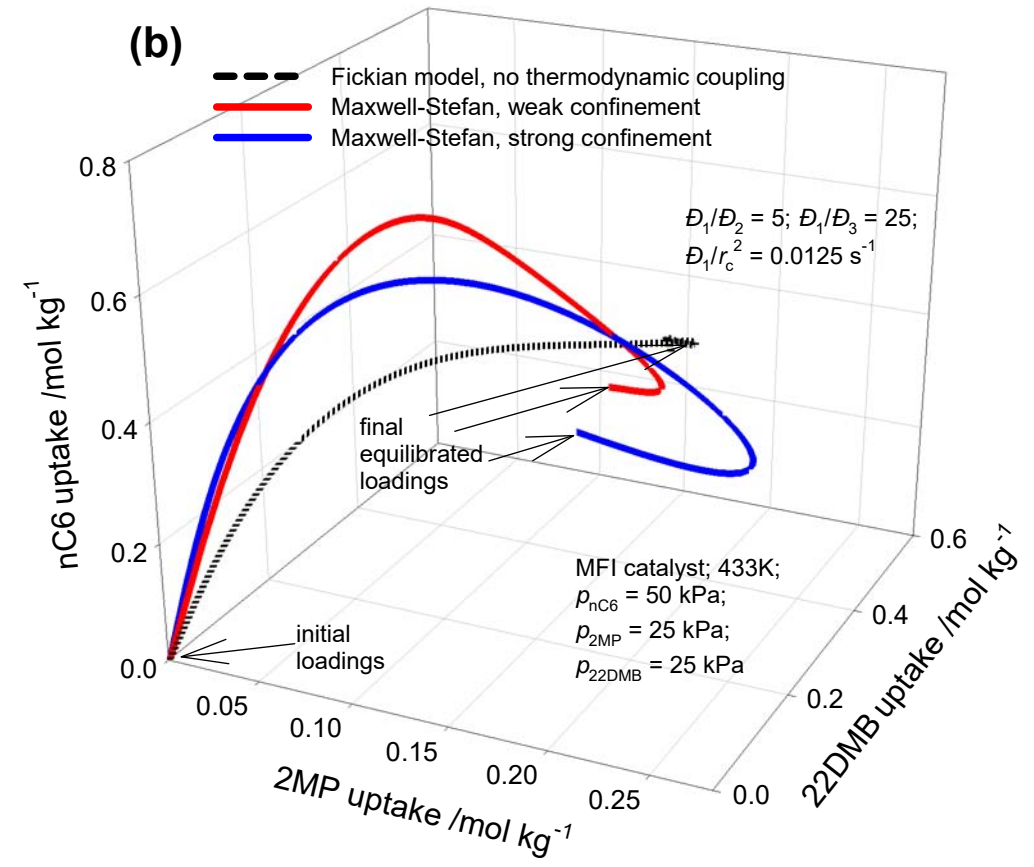 (b)
Fickian model, no thermodynamic coupling
Maxwell-Stefan, weak confinement
Maxwell-Stefan, strong confinement
Đ₁/Đ₂ = 5; Đ₁/Đ₃ = 25;
Đ₁/r_c² = 0.0125 s⁻¹
nC6 uptake /mol kg⁻¹
0.8
0.6
0.4
0.2
0.0
final
equilibrated
loadings
initial
loadings
MFI catalyst; 433K;
p_nC6 = 50 kPa;
p_2MP = 25 kPa;
p_22DMB = 25 kPa
0.05
0.10
0.15
0.20
0.25
2MP uptake /mol kg⁻¹
0.0
0.2
0.4
0.6
22DMB uptake /mol kg⁻¹